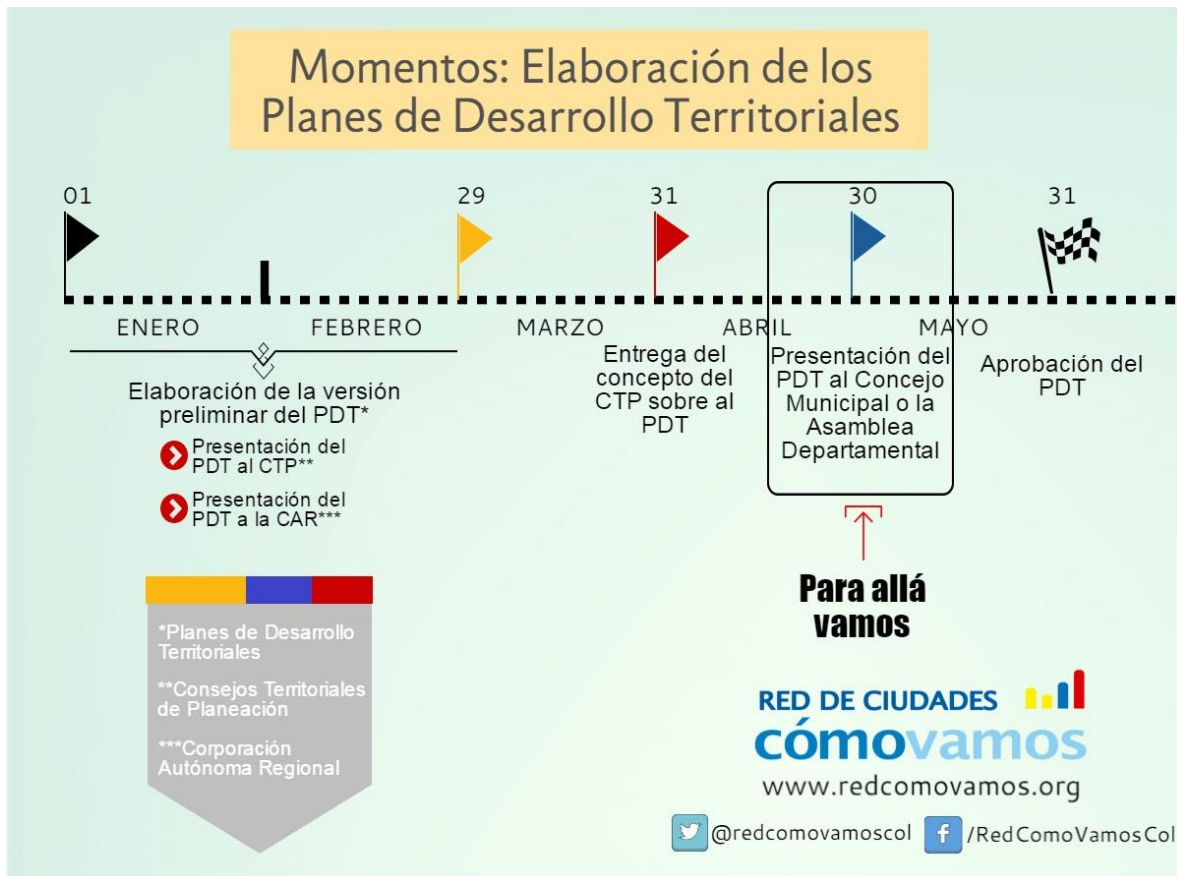 Momentos: Elaboración de los
Planes de Desarrollo Territoriales
01
29
31
30
31
ENERO
FEBRERO
MARZO
ABRIL
MAYO
Elaboración de la versión
preliminar del PDT*
Presentación del
PDT al CTP**
Presentación del
PDT a la CAR***
Entrega del
concepto del
CTP sobre al
PDT
Presentación del
PDT al Concejo
Municipal o la
Asamblea
Departamental
Aprobación del
PDT
Para allá
vamos
*Planes de Desarrollo
Territoriales
**Consejos Territoriales
de Planeación
***Corporación
Autónoma Regional
RED DE CIUDADES
cómovamos
www.redcomovamos.org
@redcomovamoscol
f /RedComoVamosCol